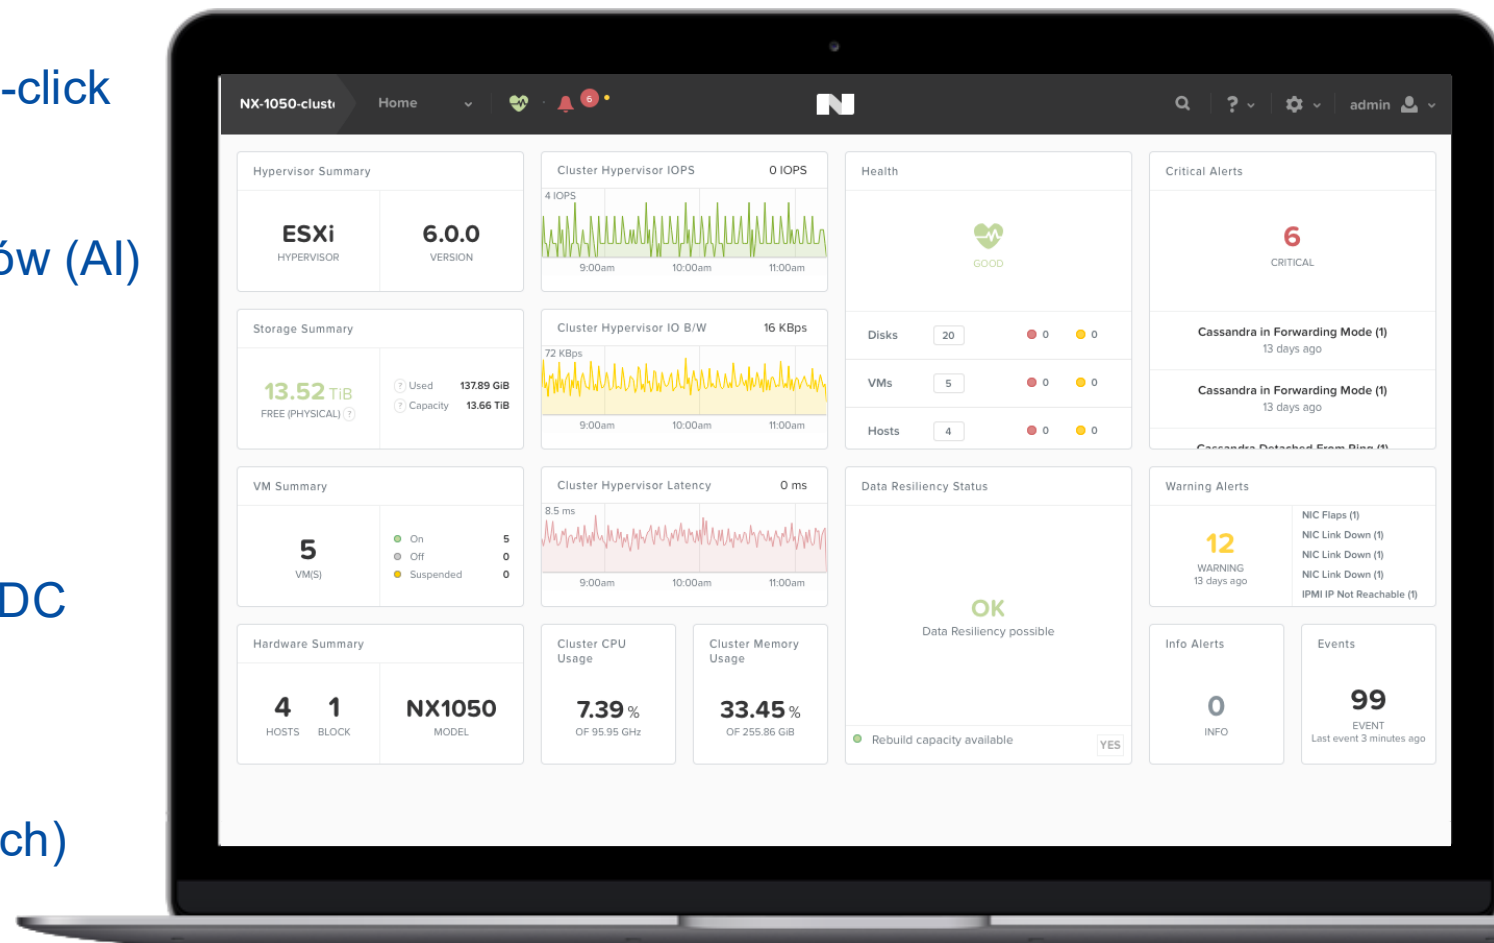 -click
ów (AI)
DC
ch)
NX-1050-clust
Home
6
? 
admin
Hypervisor Summary
ESXi
HYPERVISOR
6.0.0
VERSION
Storage Summary
13.52 TiB
FREE (PHYSICAL) ?
? Used 137.89 GiB
? Capacity 13.66 TiB
VM Summary
5
VM(S)
On 5
Off 0
Suspended 0
Hardware Summary
4
HOSTS
1
BLOCK
NX1050
MODEL
Cluster Hypervisor IOPS 0 IOPS
4 IOPS
9:00am 10:00am 11:00am
Cluster Hypervisor IO B/W 16 KBps
72 KBps
9:00am 10:00am 11:00am
Cluster Hypervisor Latency 0 ms
8.5 ms
9:00am 10:00am 11:00am
Cluster CPU
Usage
7.39 %
OF 95.95 GHz
Cluster Memory
Usage
33.45 %
OF 255.86 GiB
Health
GOOD
Disks 20 0 0
VMs 5 0 0
Hosts 4 0 0
Data Resiliency Status
OK
Data Resiliency possible
Rebuild capacity available YES
Critical Alerts
6
CRITICAL
Cassandra in Forwarding Mode (1)
13 days ago
Cassandra in Forwarding Mode (1)
13 days ago
Cassandra Detached From Ring (1)
Warning Alerts
12
WARNING
13 days ago
NIC Flaps (1)
NIC Link Down (1)
NIC Link Down (1)
NIC Link Down (1)
IPMI IP Not Reachable (1)
Info Alerts
0
INFO
Events
99
EVENT
Last event 3 minutes ago